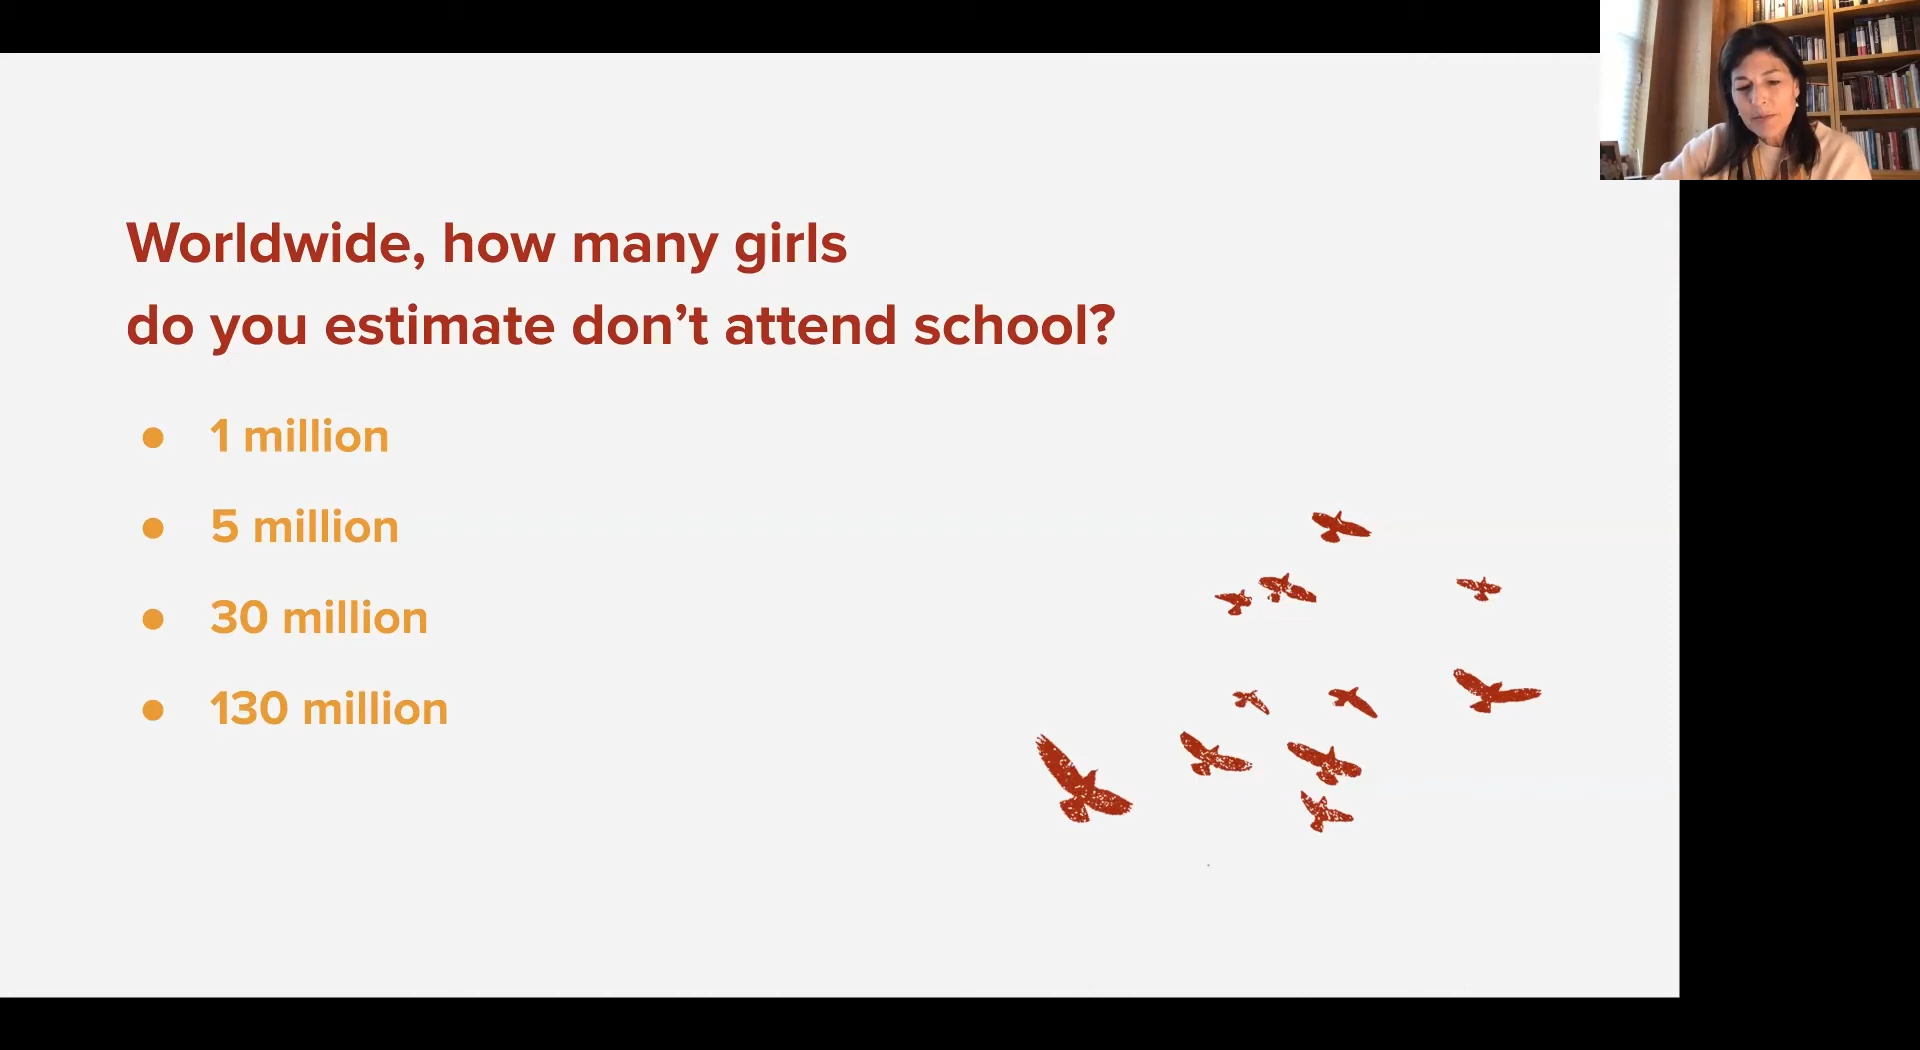 Worldwide, how many girls
do you estimate don’t attend school?
● 1 million
● 5 million
● 30 million
● 130 million